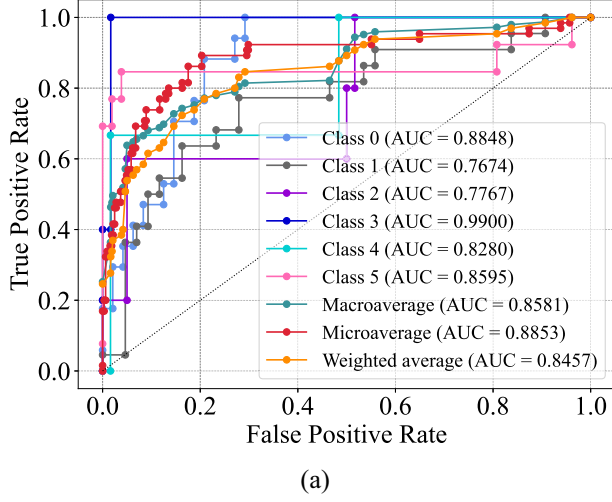 1.0
0.8
0.6
0.4
0.2
0.0
True Positive Rate
Class 0 (AUC = 0.8848)
Class 1 (AUC = 0.7674)
Class 2 (AUC = 0.7767)
Class 3 (AUC = 0.9900)
Class 4 (AUC = 0.8280)
Class 5 (AUC = 0.8595)
Macroaverage (AUC = 0.8581)
Microaverage (AUC = 0.8853)
Weighted average (AUC = 0.8457)
0.0 0.2 0.4 0.6 0.8 1.0
False Positive Rate
(a)